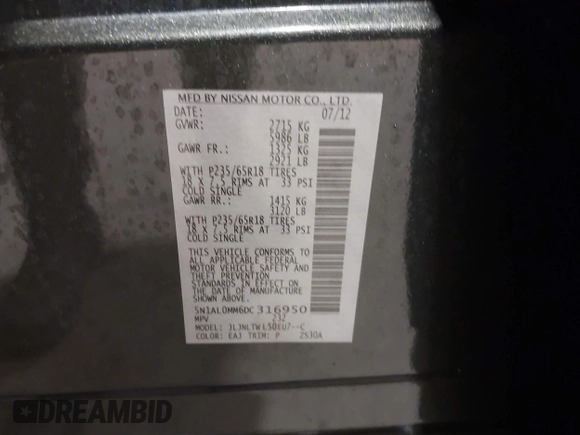 MFD BY NISSAN MOTOR CO., LTD.
DATE: 07/12
GVWR: 2715 KG
5986 LB
GAWR FR.: 1325 KG
2921 LB
WITH P235/65R18 TIRES
18 X 7.5 RIMS AT 33 PSI
COLD SINGLE
GAWR RR.: 1415 KG
3120 LB
WITH P235/65R18 TIRES
18 X 7.5 RIMS AT 33 PSI
COLD SINGLE
THIS VEHICLE CONFORMS TO
ALL APPLICABLE FEDERAL
MOTOR VEHICLE SAFETY AND
THEFT PREVENTION
STANDARDS IN EFFECT ON
THE DATE OF MANUFACTURE
SHOWN ABOVE.
5N1AL0MM6DC316950
MPV 232
MODEL: JLJNLTW L50EU7--C
COLOR: EAJ TRIM: P 2S30A
DREAMBID